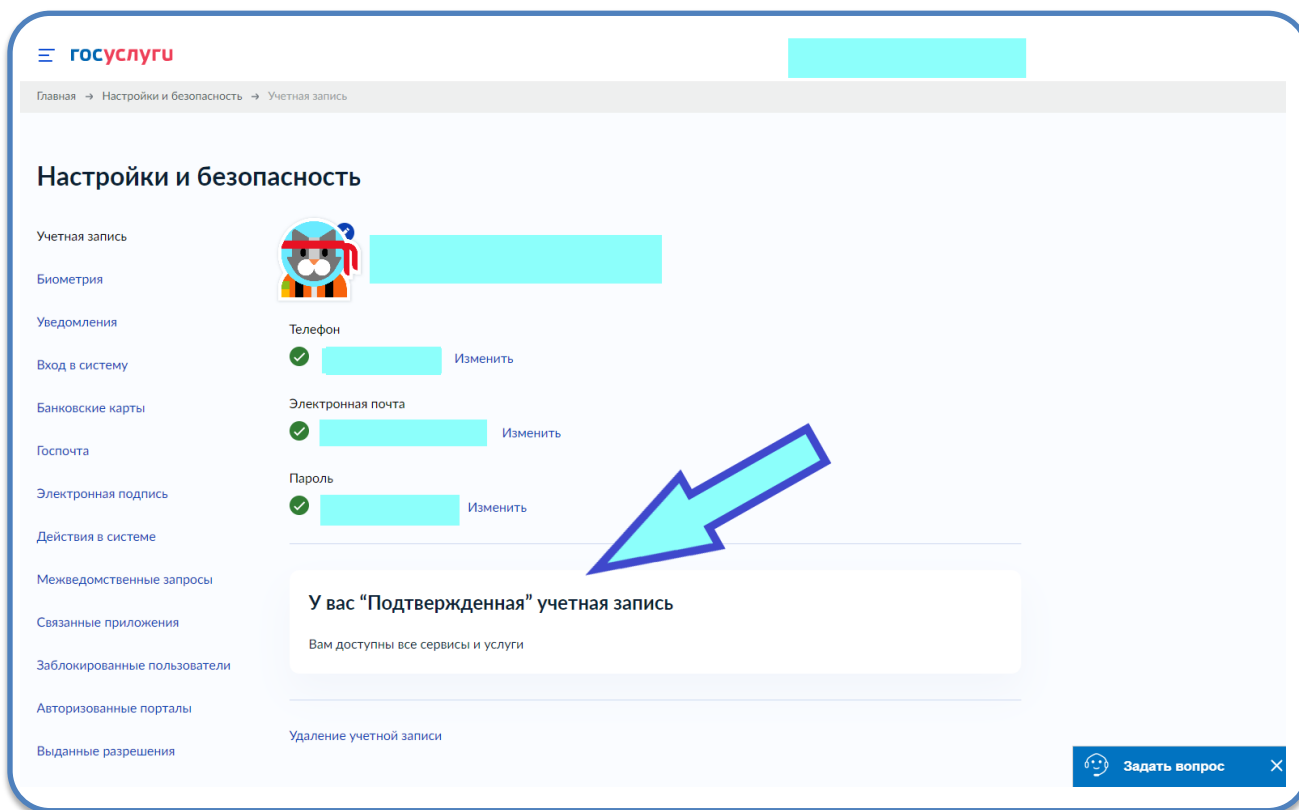 госуслуги
Главная → Настройки и безопасность → Учетная запись
Настройки и безопасность
Учетная запись
Биометрия
Уведомления
Вход в систему
Банковские карты
Госпочта
Электронная подпись
Действия в системе
Межведомственные запросы
Связанные приложения
Заблокированные пользователи
Авторизованные порталы
Выданные разрешения
Телефон
Изменить
Электронная почта
Изменить
Пароль
Изменить
У вас “Подтвержденная” учетная запись
Вам доступны все сервисы и услуги
Удаление учетной записи
Задать вопрос